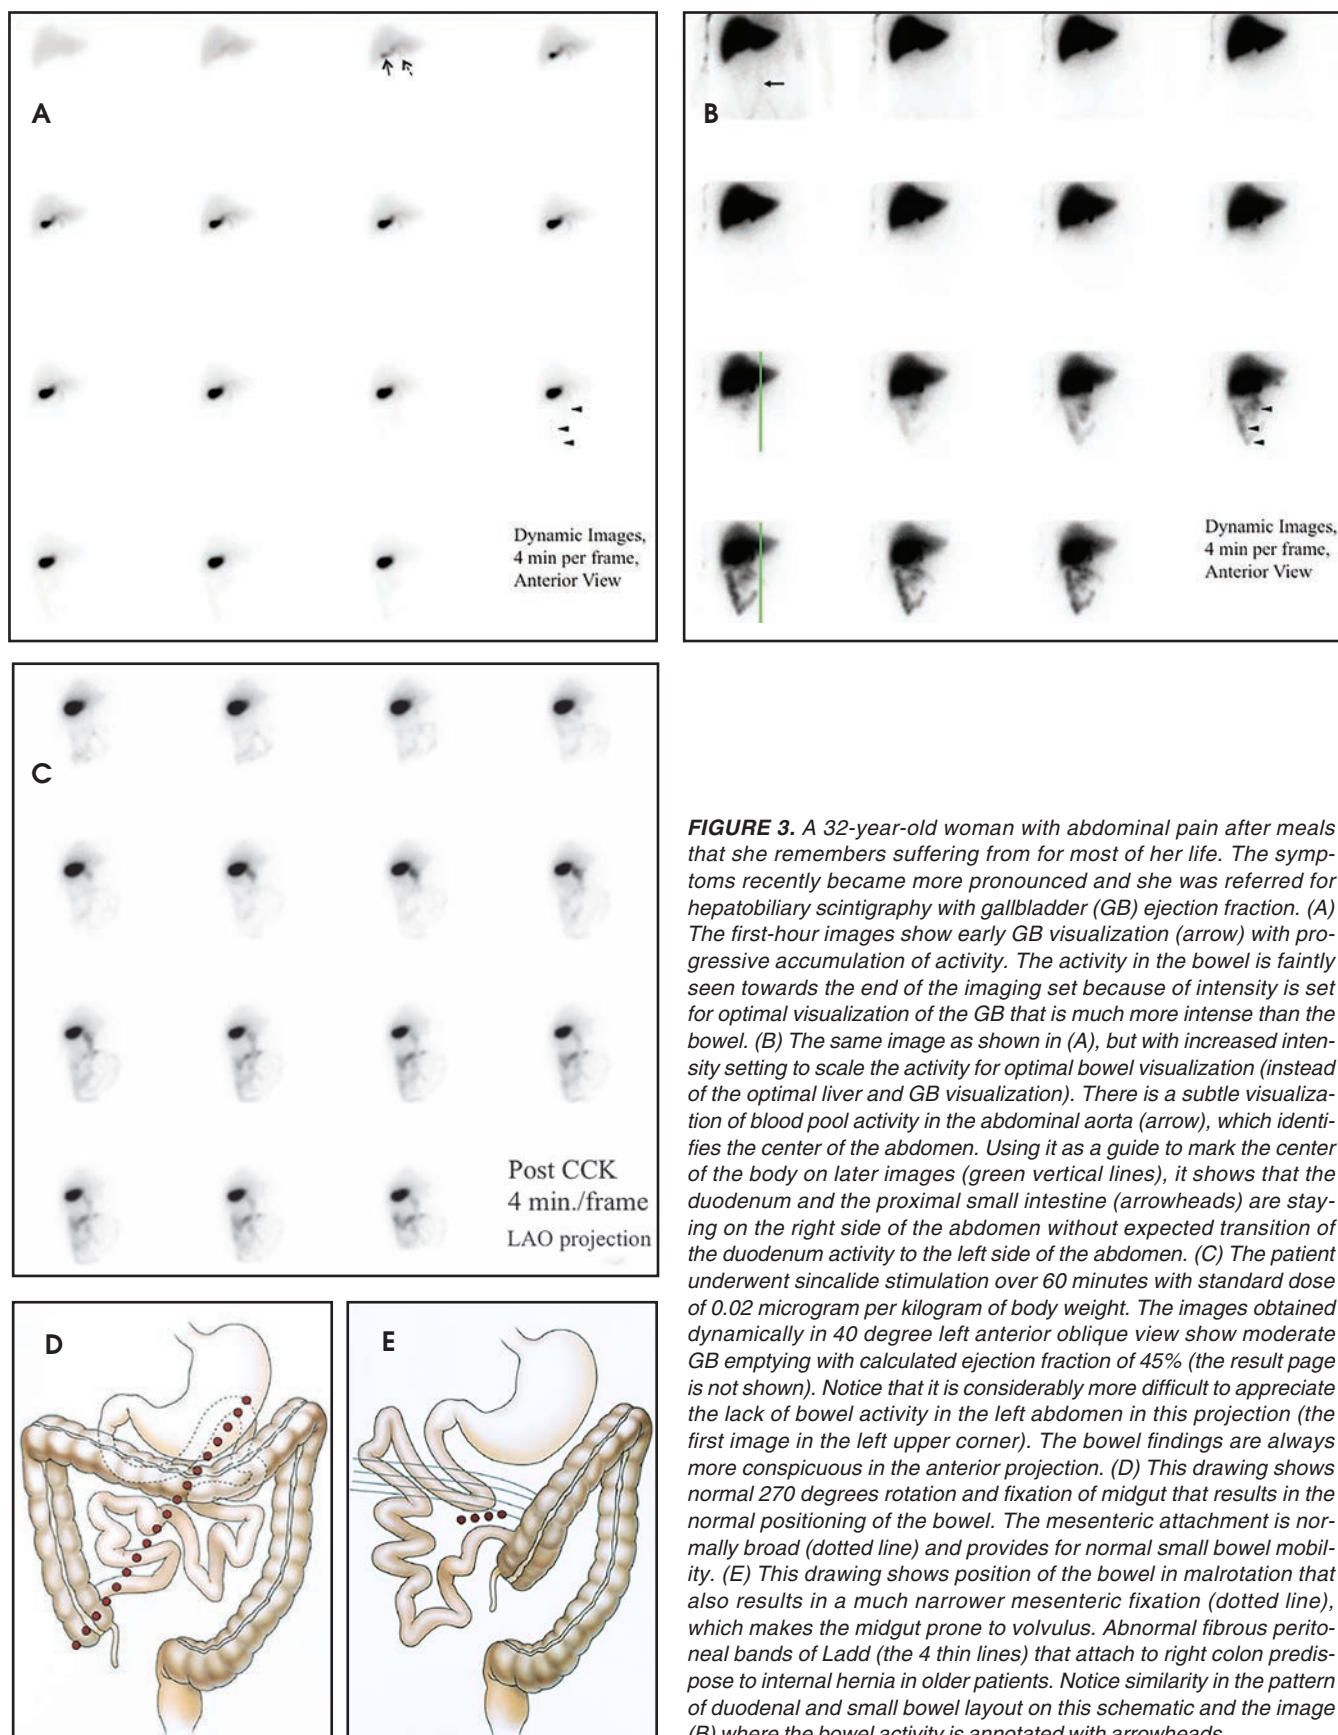 A
Dynamic Images,
4 min per frame,
Anterior View
B
Dynamic Images,
4 min per frame,
Anterior View
C
Post CCK
4 min./frame
LAO projection
D
E
FIGURE 3. A 32-year-old woman with abdominal pain after meals
that she remembers suffering from for most of her life. The symp-
toms recently became more pronounced and she was referred for
hepatobiliary scintigraphy with gallbladder (GB) ejection fraction. (A)
The first-hour images show early GB visualization (arrow) with pro-
gressive accumulation of activity. The activity in the bowel is faintly
seen towards the end of the imaging set because of intensity is set
for optimal visualization of the GB that is much more intense than the
bowel. (B) The same image as shown in (A), but with increased inten-
sity setting to scale the activity for optimal bowel visualization (instead
of the optimal liver and GB visualization). There is a subtle visualiza-
tion of blood pool activity in the abdominal aorta (arrow), which identi-
fies the center of the abdomen. Using it as a guide to mark the center
of the body on later images (green vertical lines), it shows that the
duodenum and the proximal small intestine (arrowheads) are stay-
ing on the right side of the abdomen without expected transition of
the duodenum activity to the left side of the abdomen. (C) The patient
underwent sincalide stimulation over 60 minutes with standard dose
of 0.02 microgram per kilogram of body weight. The images obtained
dynamically in 40 degree left anterior oblique view show moderate
GB emptying with calculated ejection fraction of 45% (the result page
is not shown). Notice that it is considerably more difficult to appreciate
the lack of bowel activity in the left abdomen in this projection (the
first image in the left upper corner). The bowel findings are always
more conspicuous in the anterior projection. (D) This drawing shows
normal 270 degrees rotation and fixation of midgut that results in the
normal positioning of the bowel. The mesenteric attachment is nor-
mally broad (dotted line) and provides for normal small bowel mobil-
ity. (E) This drawing shows position of the bowel in malrotation that
also results in a much narrower mesenteric fixation (dotted line),
which makes the midgut prone to volvulus. Abnormal fibrous perito-
neal bands of Ladd (the 4 thin lines) that attach to right colon predis-
pose to internal hernia in older patients. Notice similarity in the pattern
of duodenal and small bowel layout on this schematic and the image
(B) where the bowel activity is annotated with arrowheads.